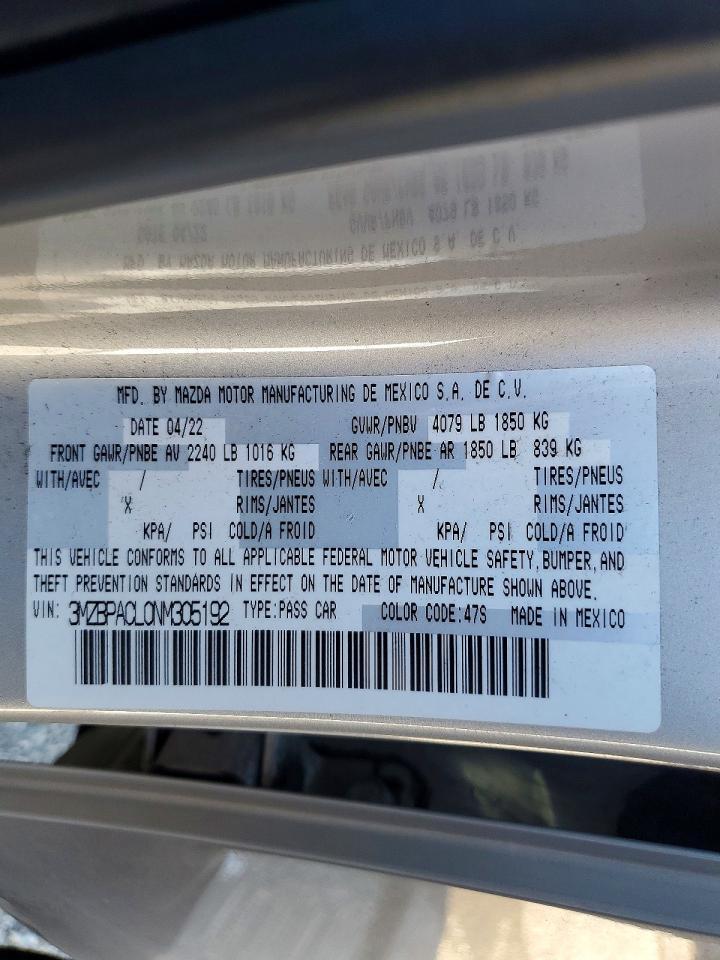 MFD. BY MAZDA MOTOR MANUFACTURING DE MEXICO S.A. DE C.V.
DATE 04/22 GVWR/PNBV 4079 LB 1850 KG
FRONT GAWR/PNBE AV 2240 LB 1016 KG REAR GAWR/PNBE AR 1850 LB 839 KG
WITH/AVEC / TIRES/PNEUS WITH/AVEC / TIRES/PNEUS
X RIMS/JANTES X RIMS/JANTES
KPA/ PSI COLD/A FROID KPA/ PSI COLD/A FROID
THIS VEHICLE CONFORMS TO ALL APPLICABLE FEDERAL MOTOR VEHICLE SAFETY, BUMPER, AND
THEFT PREVENTION STANDARDS IN EFFECT ON THE DATE OF MANUFACTURE SHOWN ABOVE.
VIN: 3MZBPACL0NM305192 TYPE:PASS CAR COLOR CODE:47S MADE IN MEXICO